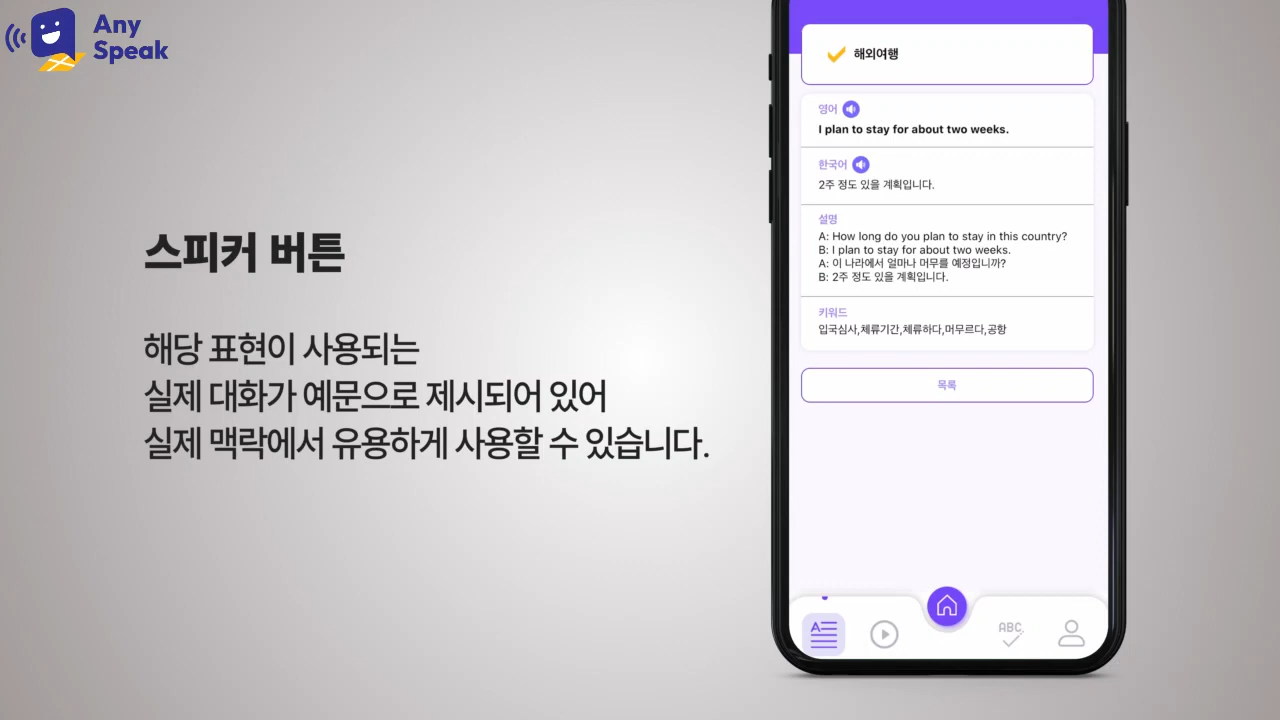 Any
Speak
스피커 버튼
해당 표현이 사용되는
실제 대화가 예문으로 제시되어 있어
실제 맥락에서 유용하게 사용할 수 있습니다.
해외여행
영어
I plan to stay for about two weeks.
한국어
2주 정도 있을 계획입니다.
설명
A: How long do you plan to stay in this country?
B: I plan to stay for about two weeks.
A: 이 나라에서 얼마나 머무를 예정입니까?
B: 2주 정도 있을 계획입니다.
키워드
입국심사,체류기간,체류하다,머무르다,공항
목록
A
ABC